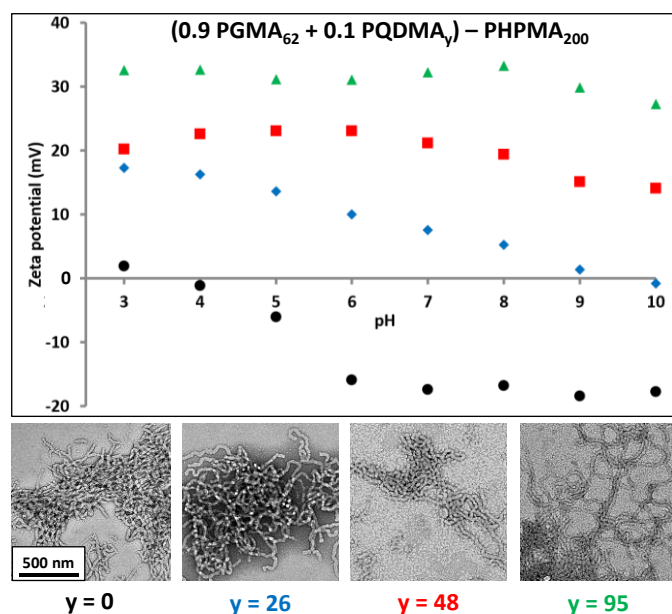 (0.9 PGMA₆₂ + 0.1 PQDMAᵧ) – PHPMA₂₀₀
Zeta potential (mV)
40
30
20
10
0
-10
-20
3 4 5 6 7 8 9 10
pH
500 nm
y = 0 y = 26 y = 48 y = 95